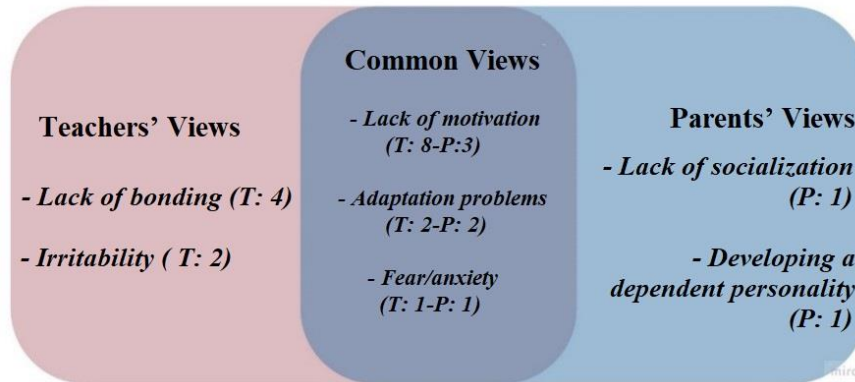 Teachers’ Views
- Lack of bonding (T: 4)
- Irritability ( T: 2)
Common Views
- Lack of motivation
(T: 8-P:3)
- Adaptation problems
(T: 2-P: 2)
- Fear/anxiety
(T: 1-P: 1)
Parents’ Views
- Lack of socialization
(P: 1)
- Developing a
dependent personality
(P: 1)